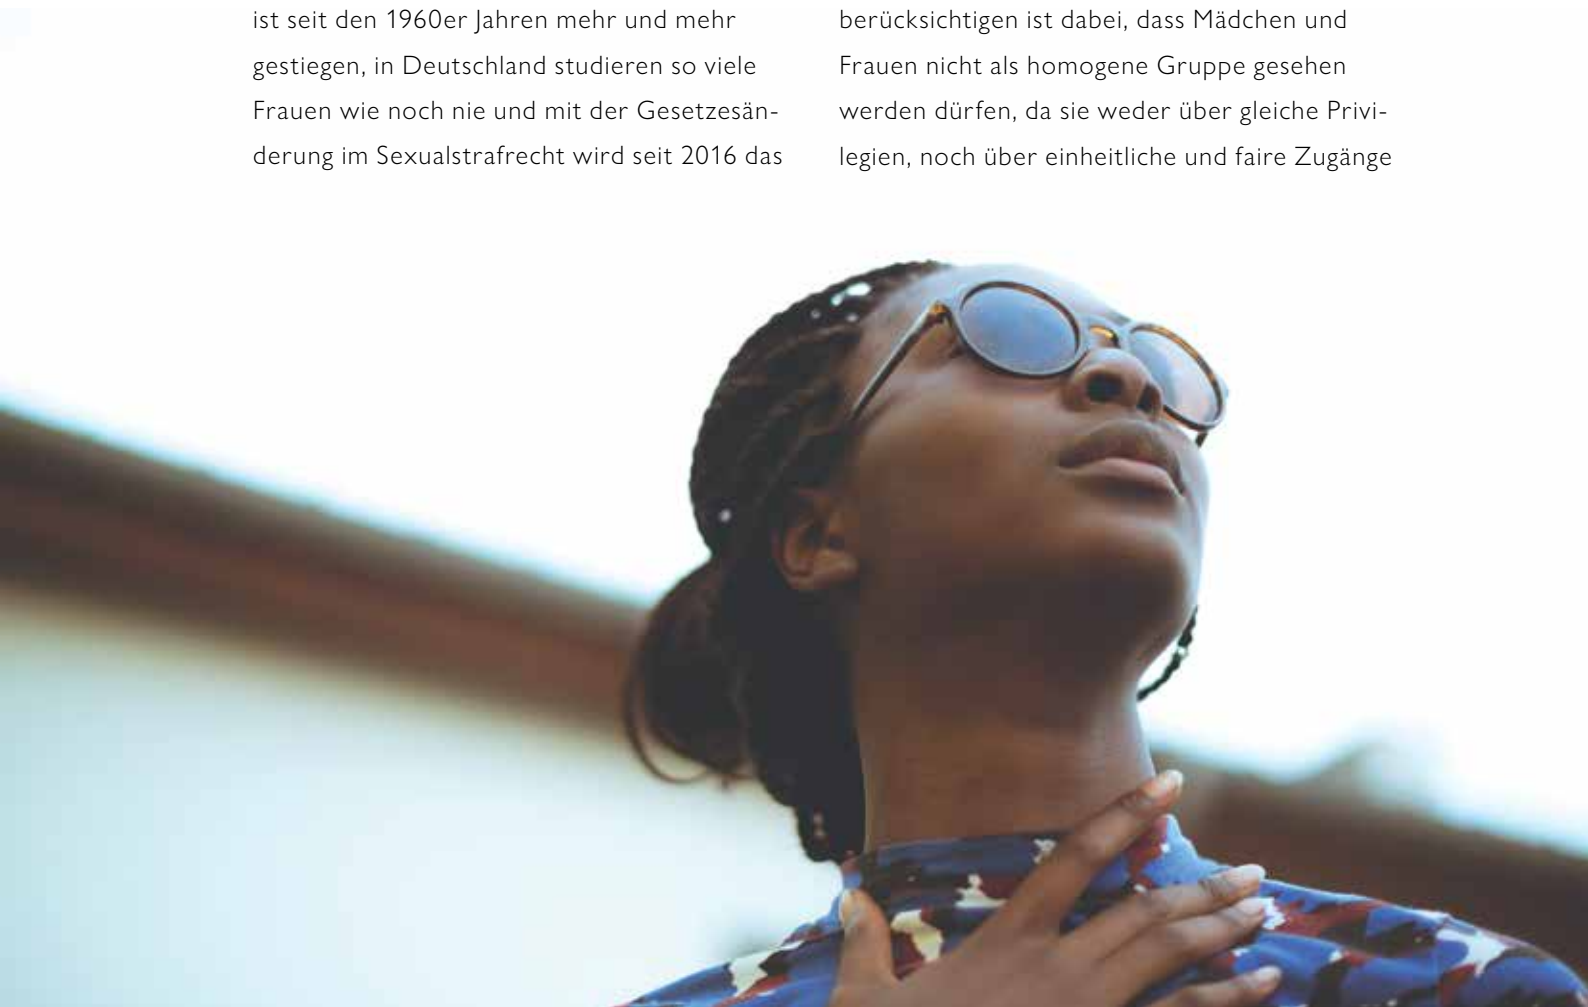 ist seit den 1960er Jahren mehr und mehr
gestiegen, in Deutschland studieren so viele
Frauen wie noch nie und mit der Gesetzesän-
derung im Sexualstrafrecht wird seit 2016 das
berücksichtigen ist dabei, dass Mädchen und
Frauen nicht als homogene Gruppe gesehen
werden dürfen, da sie weder über gleiche Privi-
legien, noch über einheitliche und faire Zugänge